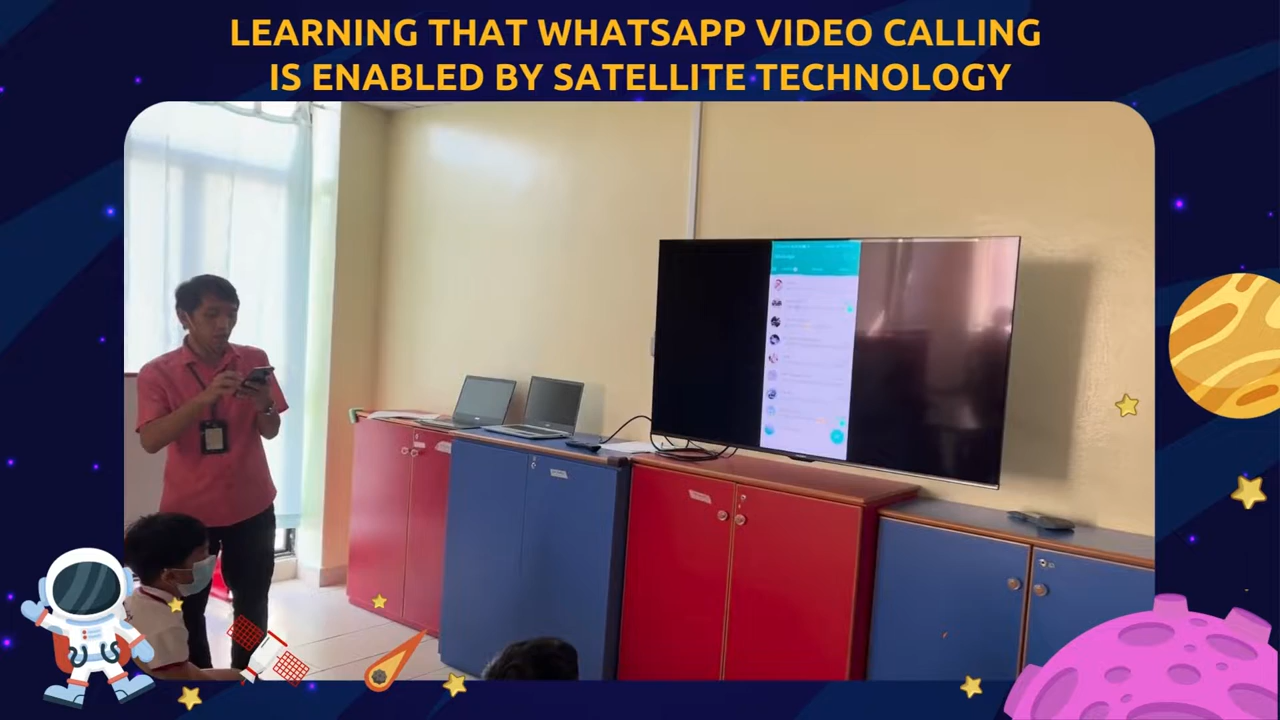 LEARNING THAT WHATSAPP VIDEO CALLING
IS ENABLED BY SATELLITE TECHNOLOGY